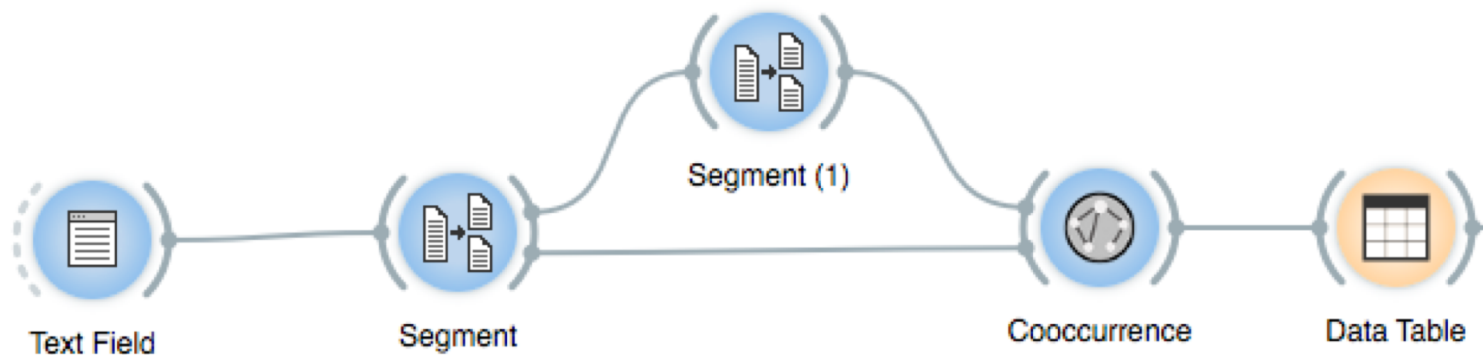 Segment (1)
Text Field
Segment
Cooccurrence
Data Table